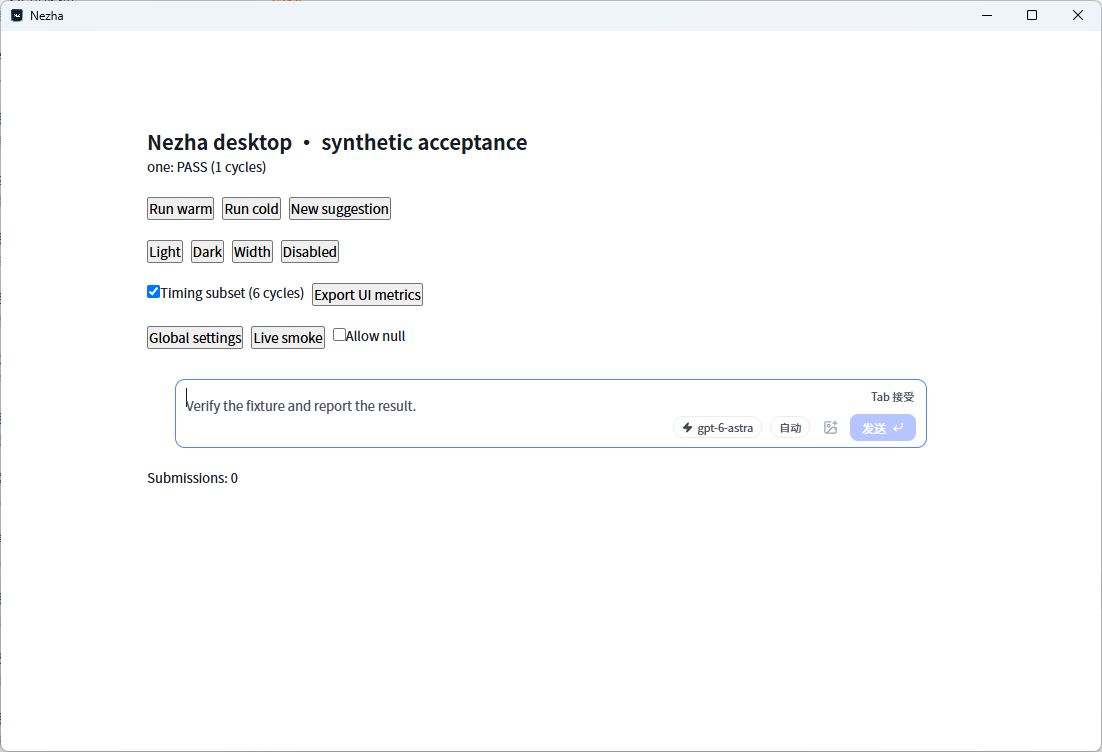 Nezha
Nezha desktop · synthetic acceptance
one: PASS (1 cycles)
Run warm Run cold New suggestion
Light Dark Width Disabled
Timing subset (6 cycles) Export UI metrics
Global settings Live smoke Allow null
Tab 接受
Verify the fixture and report the result.
gpt-6-astra 自动 发送
Submissions: 0